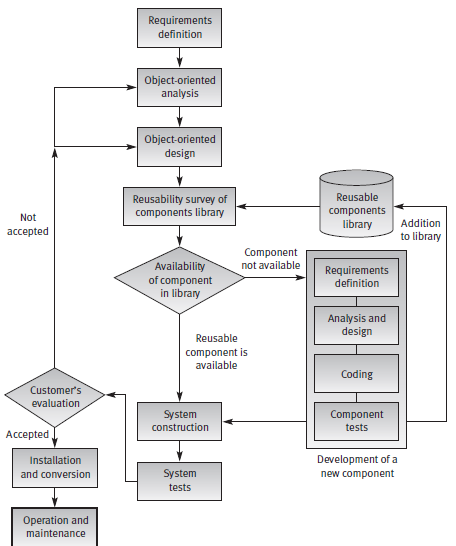 Requirements
definition
Object-oriented
analysis
Object-oriented
design
Reusability survey of
components library
Reusable
components
library
Addition
to library
Not
accepted
Availability
of component
in library
Component
not available
Requirements
definition
Analysis and
design
Coding
Component
tests
Development of a
new component
Reusable
component is
available
Customer's
evaluation
System
construction
System
tests
Accepted
Installation
and conversion
Operation and
maintenance